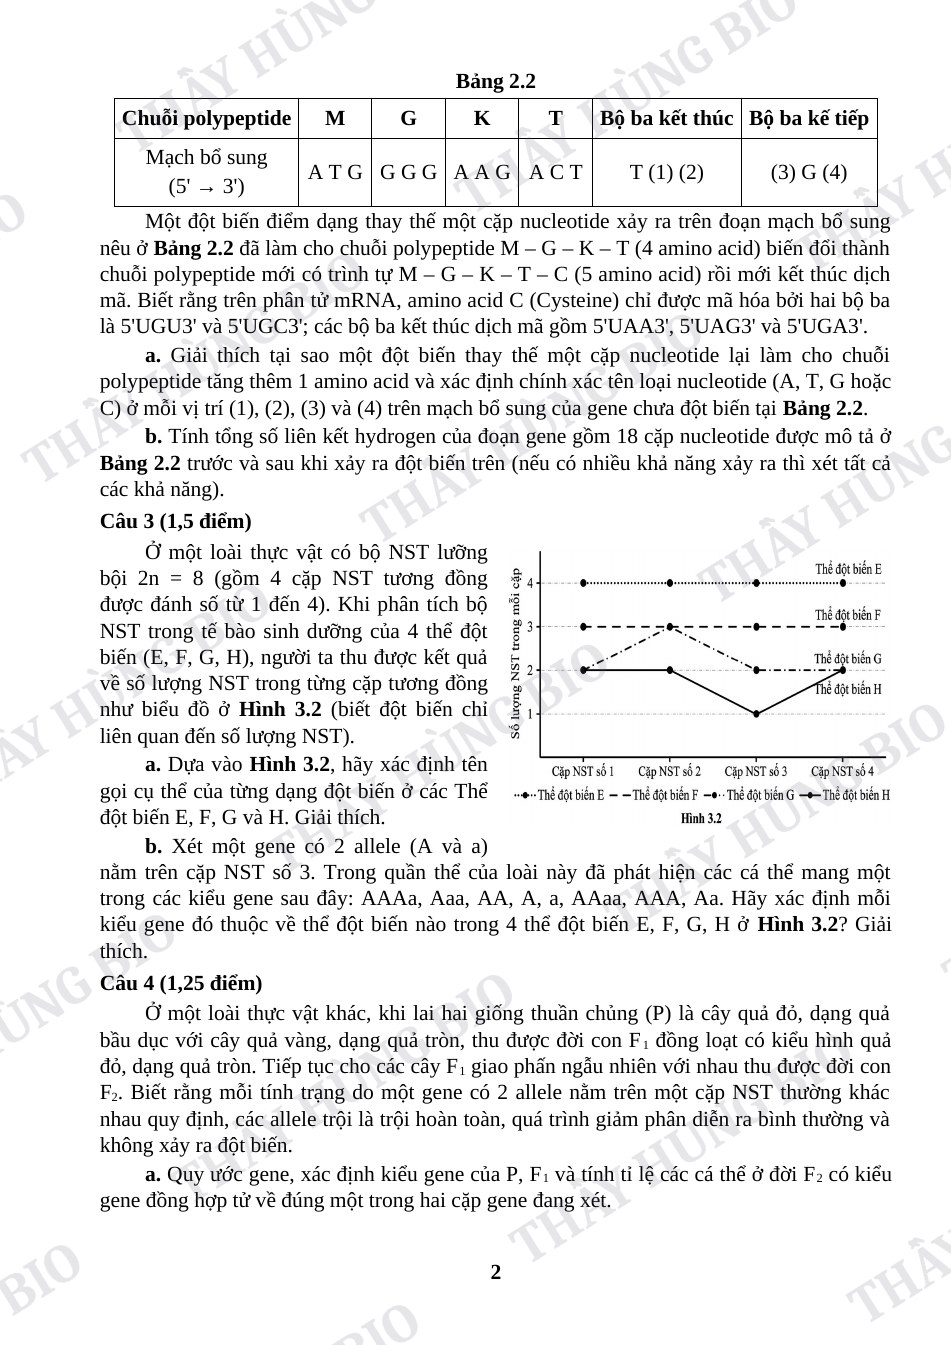 Bảng 2.2
Chuỗi polypeptide M G K T Bộ ba kết thúc Bộ ba kế tiếp
Mạch bổ sung
(5' → 3') A T G G G G A A G A C T T (1) (2) (3) G (4)
Một đột biến điểm dạng thay thế một cặp nucleotide xảy ra trên đoạn mạch bổ sung
nêu ở Bảng 2.2 đã làm cho chuỗi polypeptide M – G – K – T (4 amino acid) biến đổi thành
chuỗi polypeptide mới có trình tự M – G – K – T – C (5 amino acid) rồi mới kết thúc dịch
mã. Biết rằng trên phân tử mRNA, amino acid C (Cysteine) chỉ được mã hóa bởi hai bộ ba
là 5'UGU3' và 5'UGC3'; các bộ ba kết thúc dịch mã gồm 5'UAA3', 5'UAG3' và 5'UGA3'.
a. Giải thích tại sao một đột biến thay thế một cặp nucleotide lại làm cho chuỗi
polypeptide tăng thêm 1 amino acid và xác định chính xác tên loại nucleotide (A, T, G hoặc
C) ở mỗi vị trí (1), (2), (3) và (4) trên mạch bổ sung của gene chưa đột biến tại Bảng 2.2.
b. Tính tổng số liên kết hydrogen của đoạn gene gồm 18 cặp nucleotide được mô tả ở
Bảng 2.2 trước và sau khi xảy ra đột biến trên (nếu có nhiều khả năng xảy ra thì xét tất cả
các khả năng).
Câu 3 (1,5 điểm)
Ở một loài thực vật có bộ NST lưỡng
bội 2n = 8 (gồm 4 cặp NST tương đồng
được đánh số từ 1 đến 4). Khi phân tích bộ
NST trong tế bào sinh dưỡng của 4 thể đột
biến (E, F, G, H), người ta thu được kết quả
về số lượng NST trong từng cặp tương đồng
như biểu đồ ở Hình 3.2 (biết đột biến chỉ
liên quan đến số lượng NST).
a. Dựa vào Hình 3.2, hãy xác định tên
gọi cụ thể của từng dạng đột biến ở các Thể
đột biến E, F, G và H. Giải thích.
Số lượng NST trong mỗi cặp
4
3
2
1
Thể đột biến E
Thể đột biến F
Thể đột biến G
Thể đột biến H
Cặp NST số 1 Cặp NST số 2 Cặp NST số 3 Cặp NST số 4
Thể đột biến E Thể đột biến F Thể đột biến G Thể đột biến H
Hình 3.2
b. Xét một gene có 2 allele (A và a)
nằm trên cặp NST số 3. Trong quần thể của loài này đã phát hiện các cá thể mang một
trong các kiểu gene sau đây: AAAa, Aaa, AA, A, a, AAaa, AAA, Aa. Hãy xác định mỗi
kiểu gene đó thuộc về thể đột biến nào trong 4 thể đột biến E, F, G, H ở Hình 3.2? Giải
thích.
Câu 4 (1,25 điểm)
Ở một loài thực vật khác, khi lai hai giống thuần chủng (P) là cây quả đỏ, dạng quả
bầu dục với cây quả vàng, dạng quả tròn, thu được đời con F1 đồng loạt có kiểu hình quả
đỏ, dạng quả tròn. Tiếp tục cho các cây F1 giao phấn ngẫu nhiên với nhau thu được đời con
F2. Biết rằng mỗi tính trạng do một gene có 2 allele nằm trên một cặp NST thường khác
nhau quy định, các allele trội là trội hoàn toàn, quá trình giảm phân diễn ra bình thường và
không xảy ra đột biến.
a. Quy ước gene, xác định kiểu gene của P, F1 và tính tỉ lệ các cá thể ở đời F2 có kiểu
gene đồng hợp tử về đúng một trong hai cặp gene đang xét.
2
THẦY HÙNG BIO